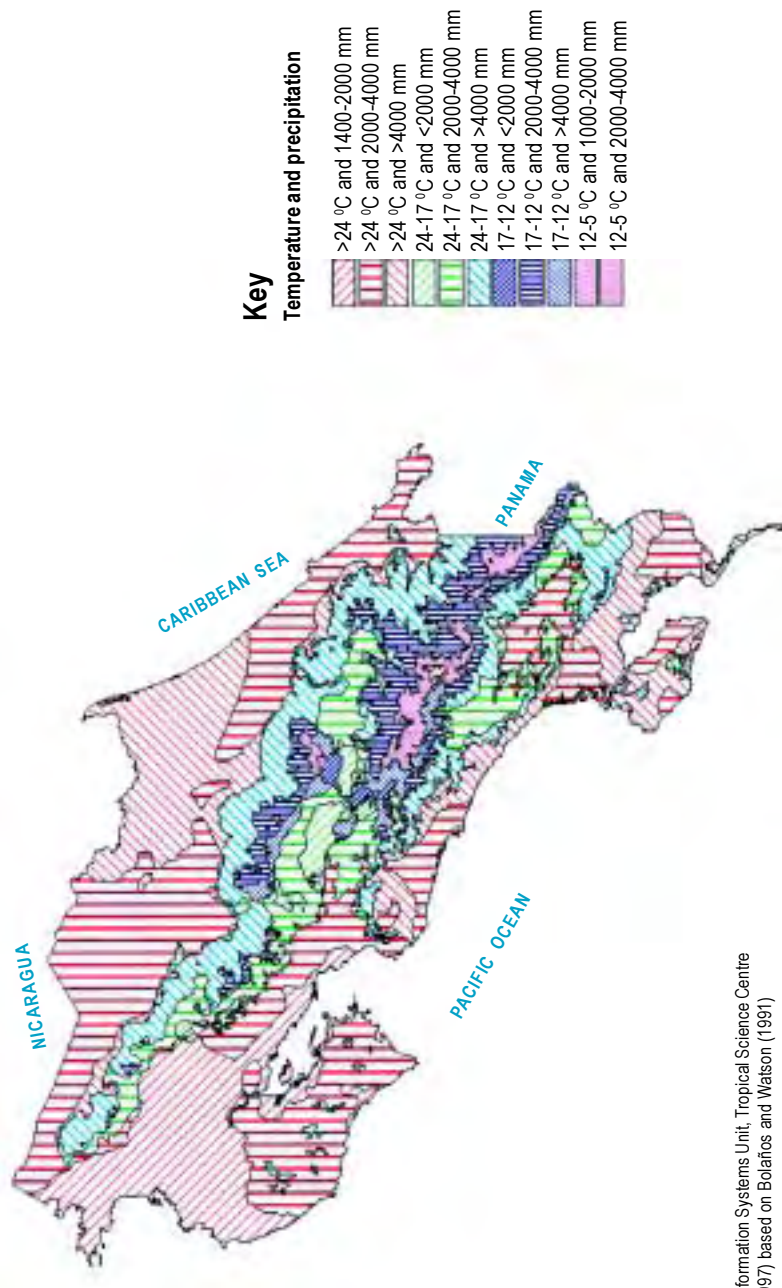 NICARAGUA
CARIBBEAN SEA
PANAMA
PACIFIC OCEAN
Key
Temperature and precipitation
>24 ⁰C and 1400-2000 mm
>24 ⁰C and 2000-4000 mm
>24 ⁰C and >4000 mm
24-17 ⁰C and <2000 mm
24-17 ⁰C and 2000-4000 mm
24-17 ⁰C and >4000 mm
17-12 ⁰C and <2000 mm
17-12 ⁰C and 2000-4000 mm
17-12 ⁰C and >4000 mm
12-5 ⁰C and 1000-2000 mm
12-5 ⁰C and 2000-4000 mm
formation Systems Unit, Tropical Science Centre
97) based on Bolaños and Watson (1991)